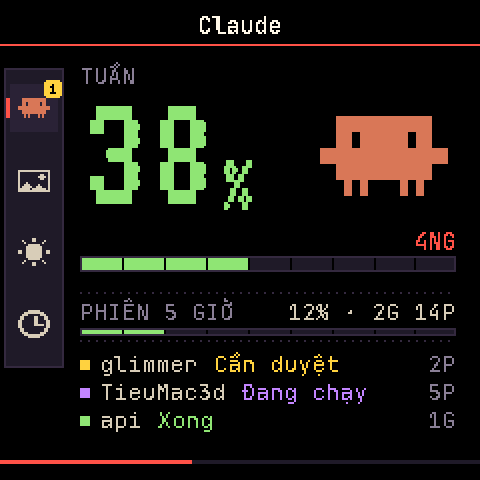 Claude
1
TUẦN
38%
4NG
PHIÊN 5 GIỜ 12% · 2G 14P
glimmer Cần duyệt 2P
TieuMac3d Đang chạy 5P
api Xong 1G